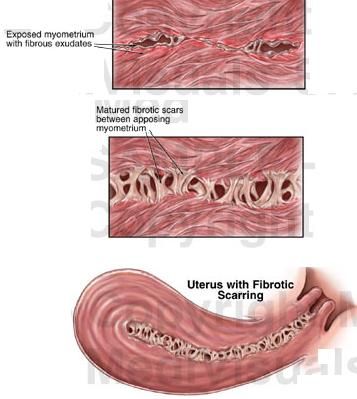 Exposed myometrium
with fibrous exudates
Matured fibrotic scars
between apposing
myometrium
Uterus with Fibrotic
Scarring